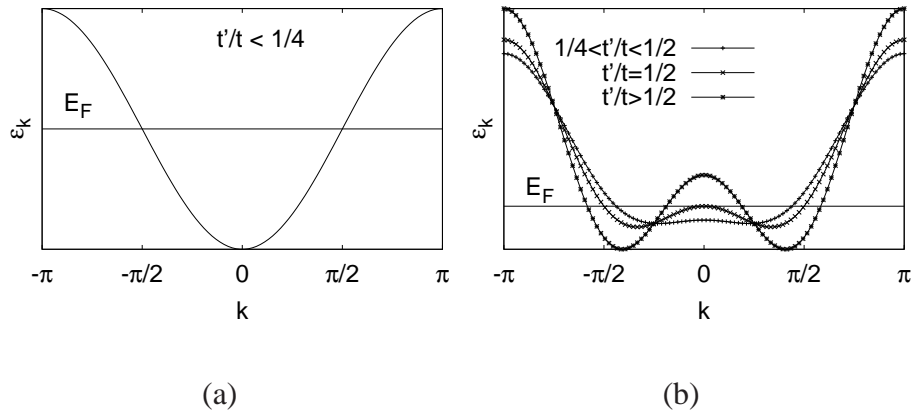 t'/t < 1/4
E_F
ε_k
-π
-π/2
0
π/2
π
k
(a)
1/4<t'/t<1/2
t'/t=1/2
t'/t>1/2
E_F
ε_k
-π
-π/2
0
π/2
π
k
(b)